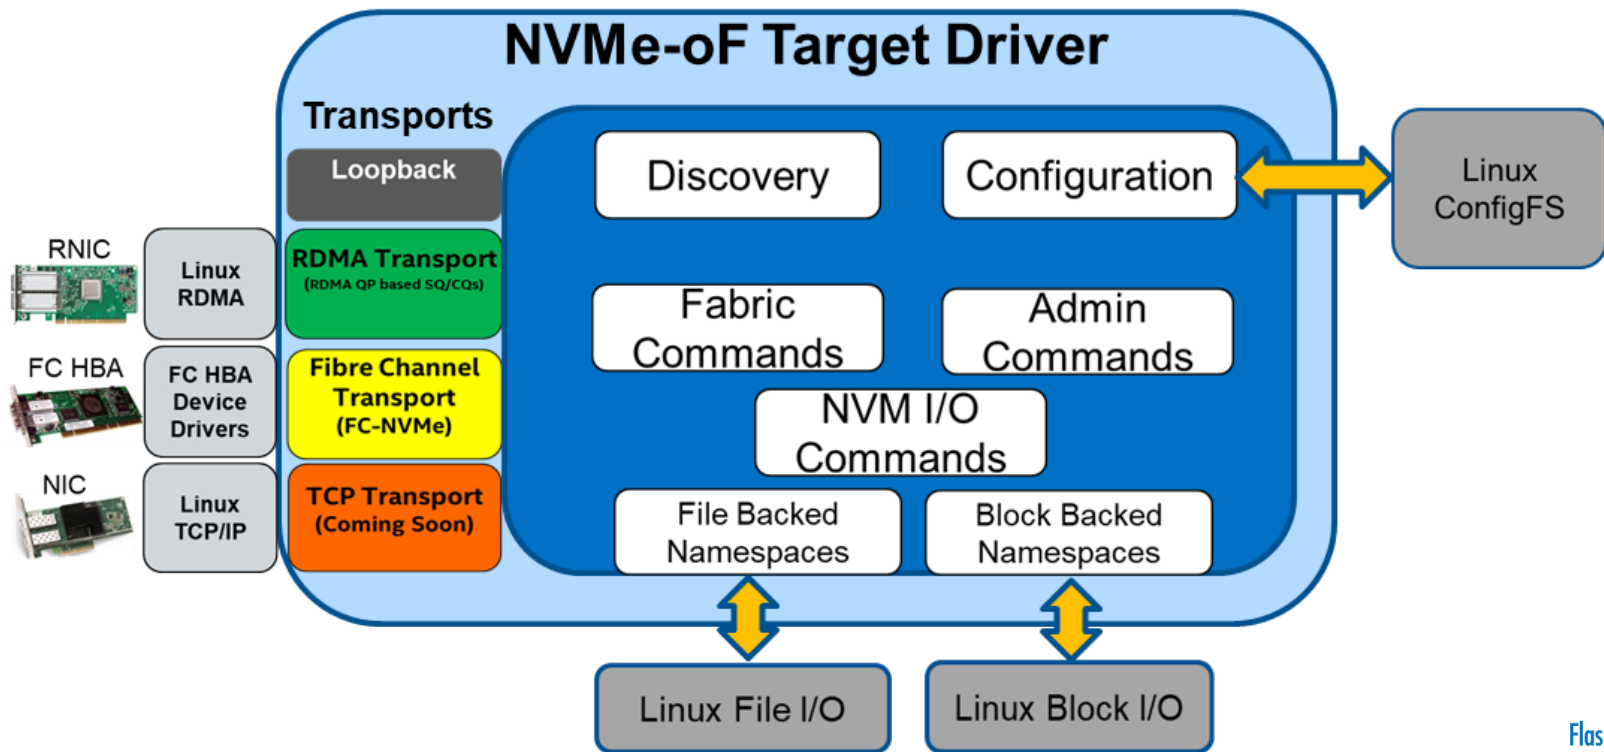 NVMe-oF Target Driver
Transports
Loopback
RDMA Transport
(RDMA QP based SQ/CQs)
Fibre Channel
Transport
(FC-NVMe)
TCP Transport
(Coming Soon)
RNIC
Linux
RDMA
FC HBA
FC HBA
Device
Drivers
NIC
Linux
TCP/IP
Discovery
Configuration
Fabric
Commands
Admin
Commands
NVM I/O
Commands
File Backed
Namespaces
Block Backed
Namespaces
Linux
ConfigFS
Linux File I/O
Linux Block I/O
Flas